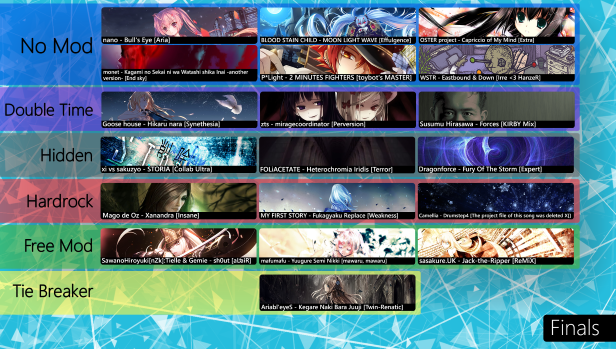 No Mod
nano - Bull's Eye [Aria]
BLOOD STAIN CHILD - MOON LIGHT WAVE [Effulgence]
OSTER project - Capriccio of My Mind [Extra]
monet - Kagami no Sekai ni wa Watashi shika Inai -another
version- [End sky]
P*Light - 2 MINUTES FIGHTERS [toybot's MASTER]
WSTR - Eastbound & Down [Irre <3 HanzeR]
Double Time
Goose house - Hikaru nara [Synethesia]
zts - miragecoordinator [Perversion]
Susumu Hirasawa - Forces [KIRBY Mix]
Hidden
xi vs sakuzyo - STORIA [Collab Ultra]
FOLIACETATE - Heterochromia Iridis [Terror]
Dragonforce - Fury Of The Storm [Expert]
Hardrock
Mago de Oz - Xanandra [Insane]
MY FIRST STORY - Fukagyaku Replace [Weakness]
Camellia - Drumstep4 [The project file of this song was deleted X(]
Free Mod
SawanoHiroyuki[nZk]:Tielle & Gemie - sh0ut [aLbiR]
mafumafu - Yuugure Semi Nikki [mawaru, mawaru]
sasakure.UK - Jack-the-Ripper [ReMiX]
Tie Breaker
Ariabl'eyeS - Kegare Naki Bara Juuji [Twin-Renatic]
Finals